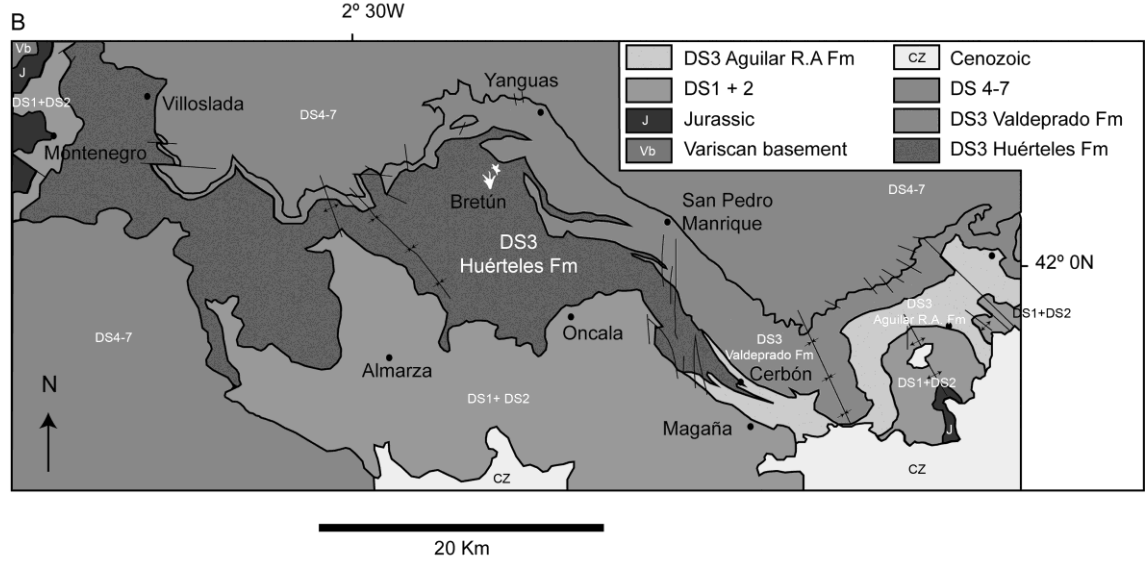 B
2º 30W
Vb
J
DS1+DS2
Villoslada
Montenegro
DS4-7
Yanguas
Bretún
DS3
Huérteles Fm
San Pedro
Manrique
DS4-7
42º 0N
DS3 Aguilar R.A Fm
DS1 + 2
J Jurassic
Vb Variscan basement
CZ Cenozoic
DS 4-7
DS3 Valdeprado Fm
DS3 Huérteles Fm
DS4-7
Almarza
Oncala
DS1+ DS2
DS3
Valdeprado Fm
Cerbón
DS3
Aguilar R.A. Fm
DS1+DS2
DS1+DS2
J
Magaña
CZ
CZ
N
20 Km